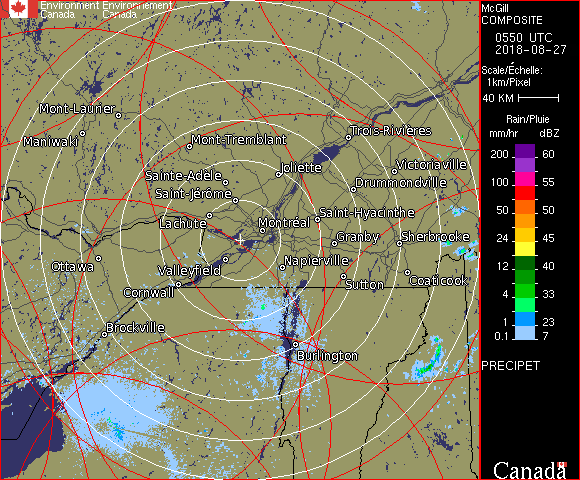 Environment Environnement
Canada Canada
McGill
COMPOSITE
0550 UTC
2018-08-27
Scale/Échelle:
1km/Pixel
40 KM
Rain/Pluie
mm/hr dBZ
200 60
150 57
100 55
50 50
24 45
12 40
4 33
1 23
0.1 7
PRECIPET
Canada
Mont-Laurier
Maniwaki
Mont-Tremblant
Trois-Rivières
Joliette
Victoriaville
Sainte-Adèle
Drummondville
Saint-Jérôme
Lachute
Saint-Hyacinthe
Montréal
Granby
Sherbrooke
Ottawa
Valleyfield
Napierville
Cornwall
Sutton
Coaticook
Brockville
Burlington